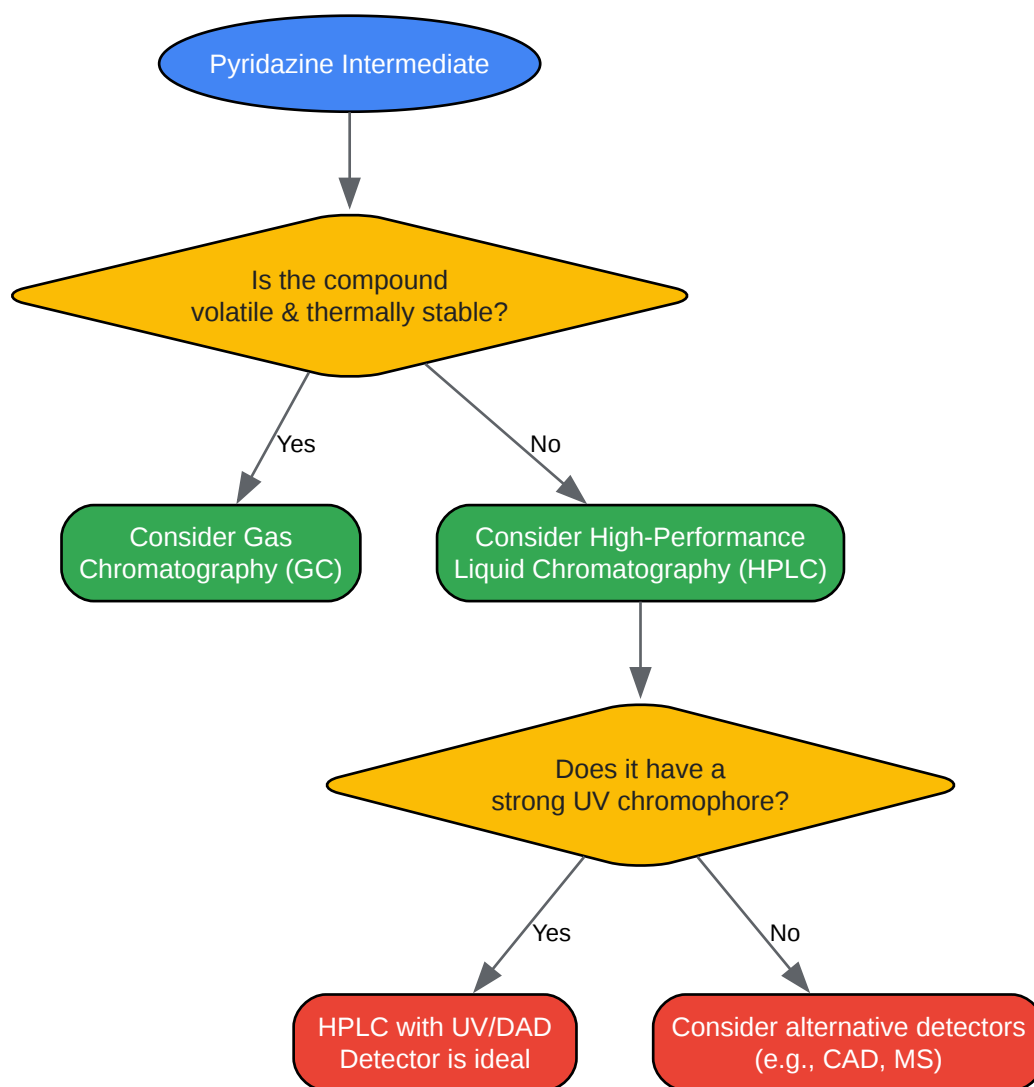 Pyridazine Intermediate
Is the compound
volatile & thermally stable?
Yes
No
Consider Gas
Chromatography (GC)
Consider High-Performance
Liquid Chromatography (HPLC)
Does it have a
strong UV chromophore?
Yes
No
HPLC with UV/DAD
Detector is ideal
Consider alternative detectors
(e.g., CAD, MS)